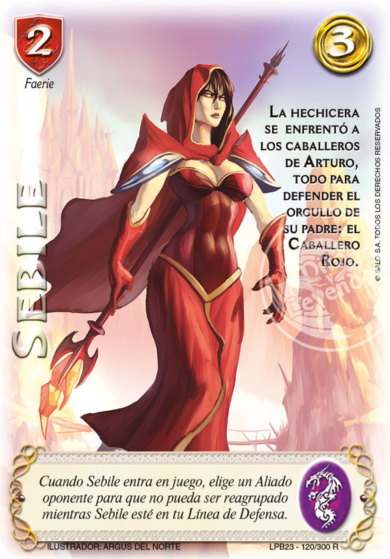 2
3
Faerie
La hechicera
se enfrentó a
los caballeros
de Arturo,
todo para
defender el
orgullo de
su padre: el
Caballero
Rojo.
© SALO S.A. TODOS LOS DERECHOS RESERVADOS
Sebile
Cuando Sebile entra en juego, elige un Aliado
oponente para que no pueda ser reagrupado
mientras Sebile esté en tu Línea de Defensa.
ILUSTRADOR: ARGUS DEL NORTE
LPB23 - 120/300 R